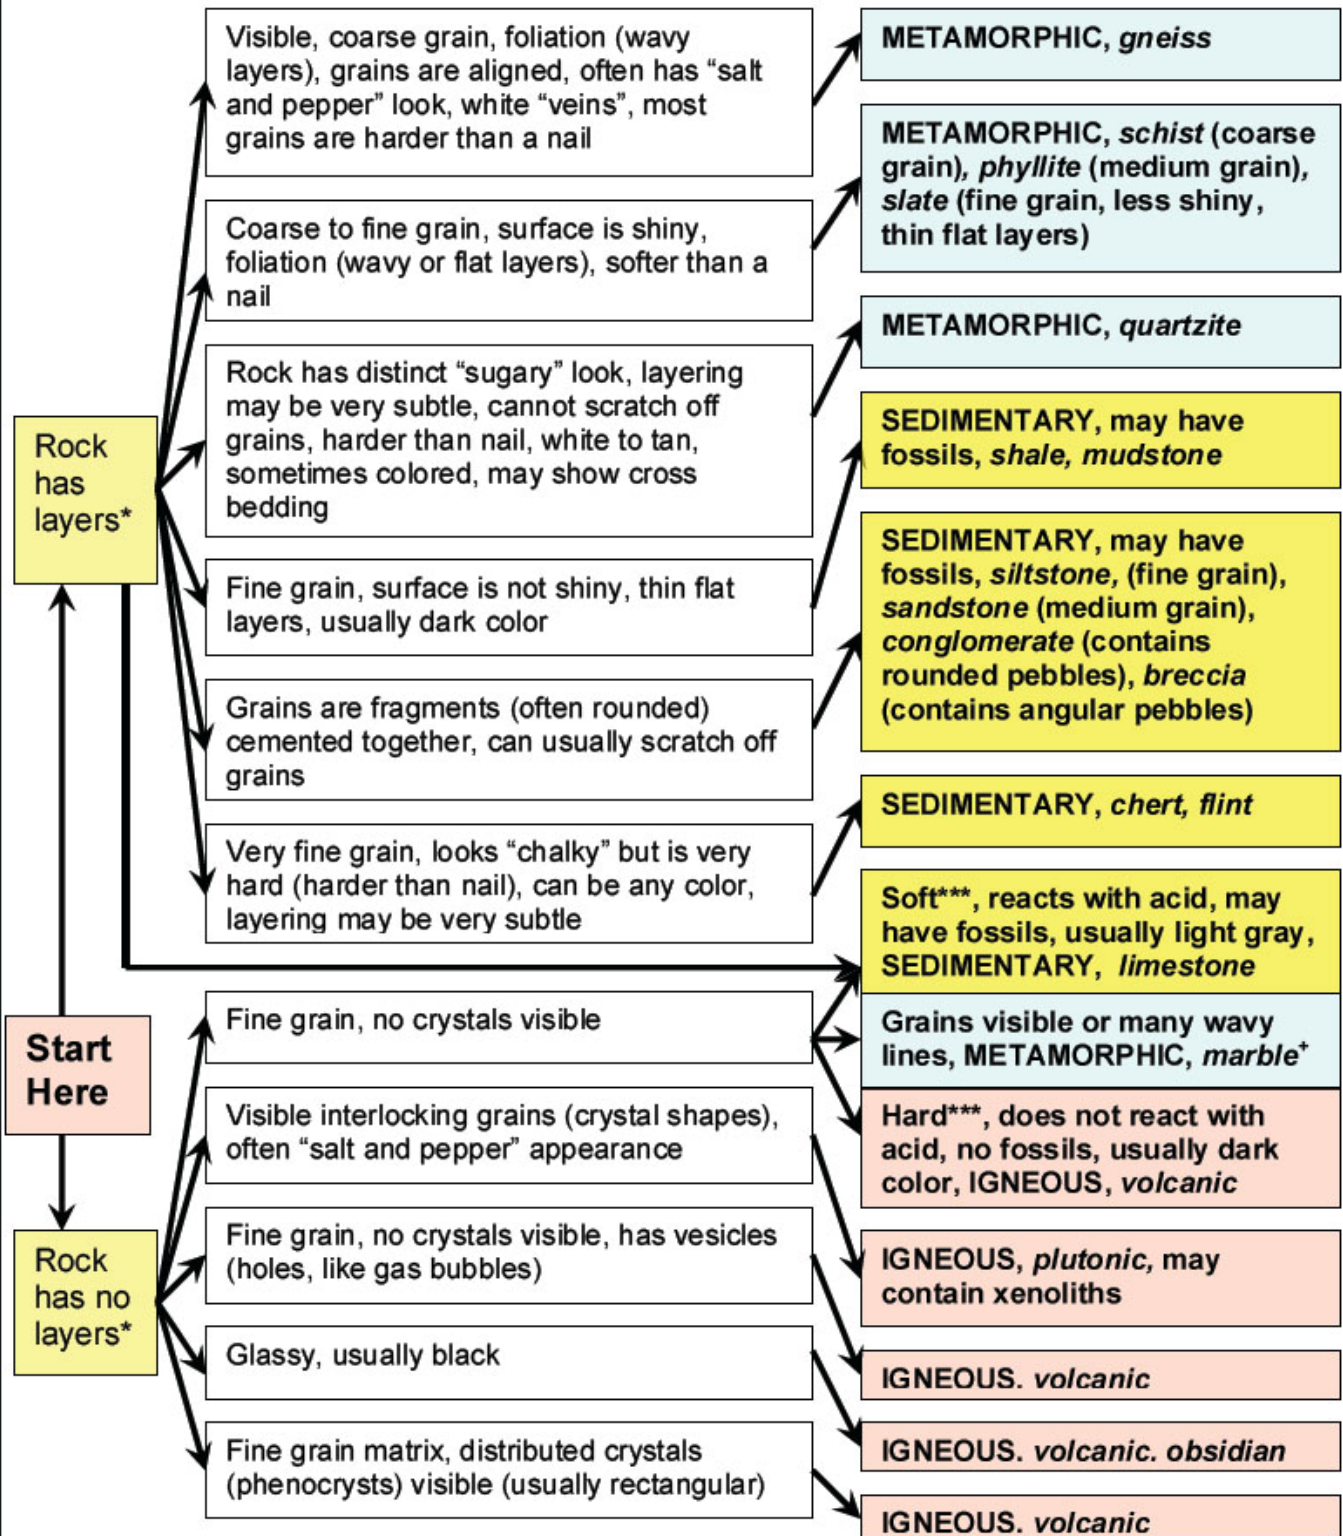 Visible, coarse grain, foliation (wavy
layers), grains are aligned, often has “salt
and pepper” look, white “veins”, most
grains are harder than a nail
METAMORPHIC, gneiss
Coarse to fine grain, surface is shiny,
foliation (wavy or flat layers), softer than a
nail
METAMORPHIC, schist (coarse
grain), phyllite (medium grain),
slate (fine grain, less shiny,
thin flat layers)
Rock has distinct “sugary” look, layering
may be very subtle, cannot scratch off
grains, harder than nail, white to tan,
sometimes colored, may show cross
bedding
METAMORPHIC, quartzite
Rock
has
layers*
Fine grain, surface is not shiny, thin flat
layers, usually dark color
SEDIMENTARY, may have
fossils, shale, mudstone
Grains are fragments (often rounded)
cemented together, can usually scratch off
grains
SEDIMENTARY, may have
fossils, siltstone, (fine grain),
sandstone (medium grain),
conglomerate (contains
rounded pebbles), breccia
(contains angular pebbles)
Very fine grain, looks “chalky” but is very
hard (harder than nail), can be any color,
layering may be very subtle
SEDIMENTARY, chert, flint
Soft***, reacts with acid, may
have fossils, usually light gray,
SEDIMENTARY, limestone
Start
Here
Fine grain, no crystals visible
Grains visible or many wavy
lines, METAMORPHIC, marble+
Hard***, does not react with
acid, no fossils, usually dark
color, IGNEOUS, volcanic
Visible interlocking grains (crystal shapes),
often “salt and pepper” appearance
IGNEOUS, plutonic, may
contain xenoliths
Rock
has no
layers*
Fine grain, no crystals visible, has vesicles
(holes, like gas bubbles)
IGNEOUS. volcanic
Glassy, usually black
IGNEOUS. volcanic. obsidian
Fine grain matrix, distributed crystals
(phenocrysts) visible (usually rectangular)
IGNEOUS. volcanic